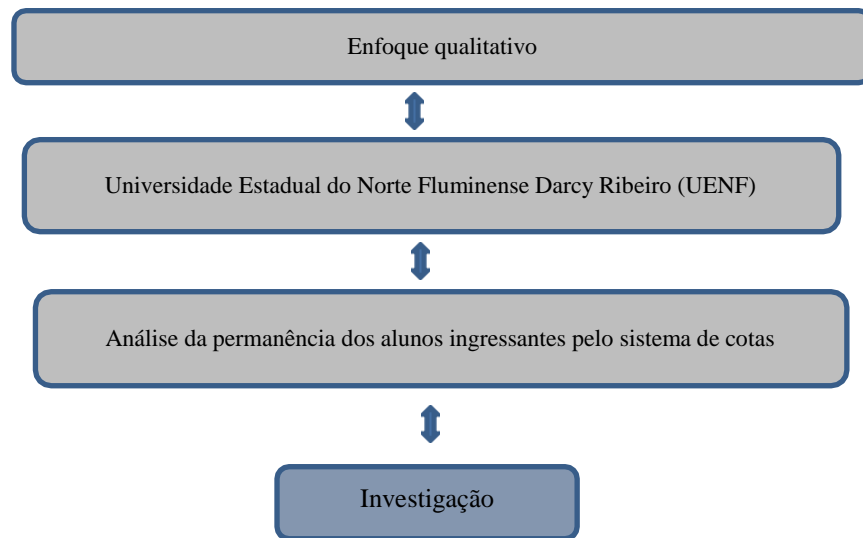 Enfoque qualitativo
Universidade Estadual do Norte Fluminense Darcy Ribeiro (UENF)
Análise da permanência dos alunos ingressantes pelo sistema de cotas
Investigação